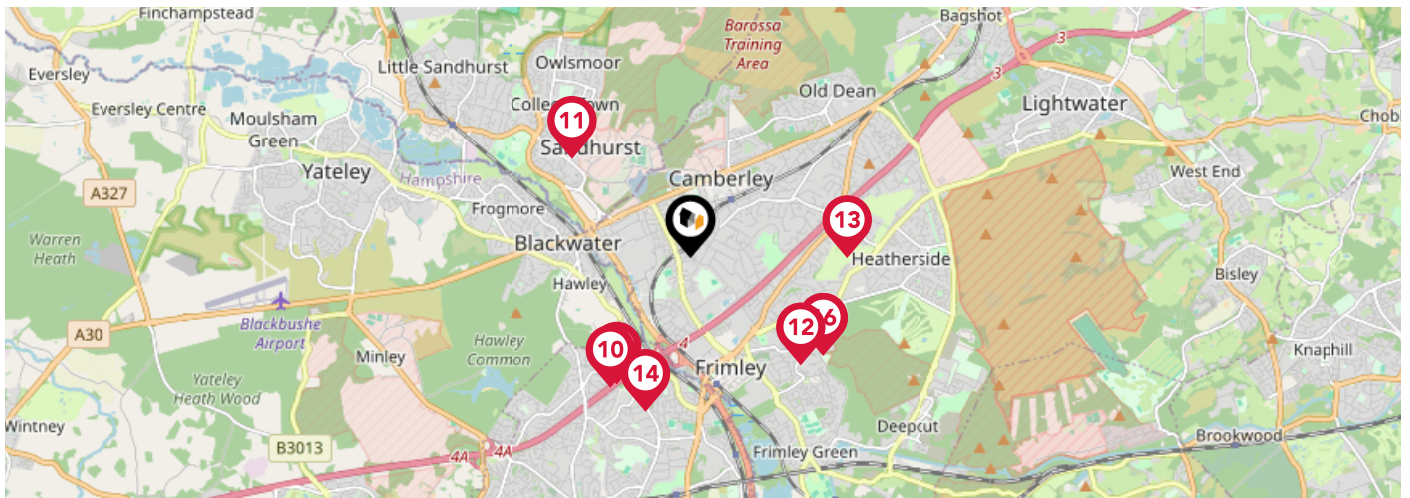 Finchampstead
Bagshot
Barossa
Training
Area
3
Eversley
Little Sandhurst
Owlsmoor
3
Eversley Centre
Old Dean
Lightwater
Moulsham
Green
11
Sandhurst
Yateley
Hampshire
Camberley
West End
A327
Frogmore
13
Warren
Heath
Blackwater
Heatherside
Bisley
Hawley
Blackbushe
Airport
A30
12
6
Hawley
Common
10
4
Minley
14
Frimley
Knaphill
Yateley
Heath Wood
Wintney
B3013
Deepcut
Brookwood
4A
4A
Frimley Green